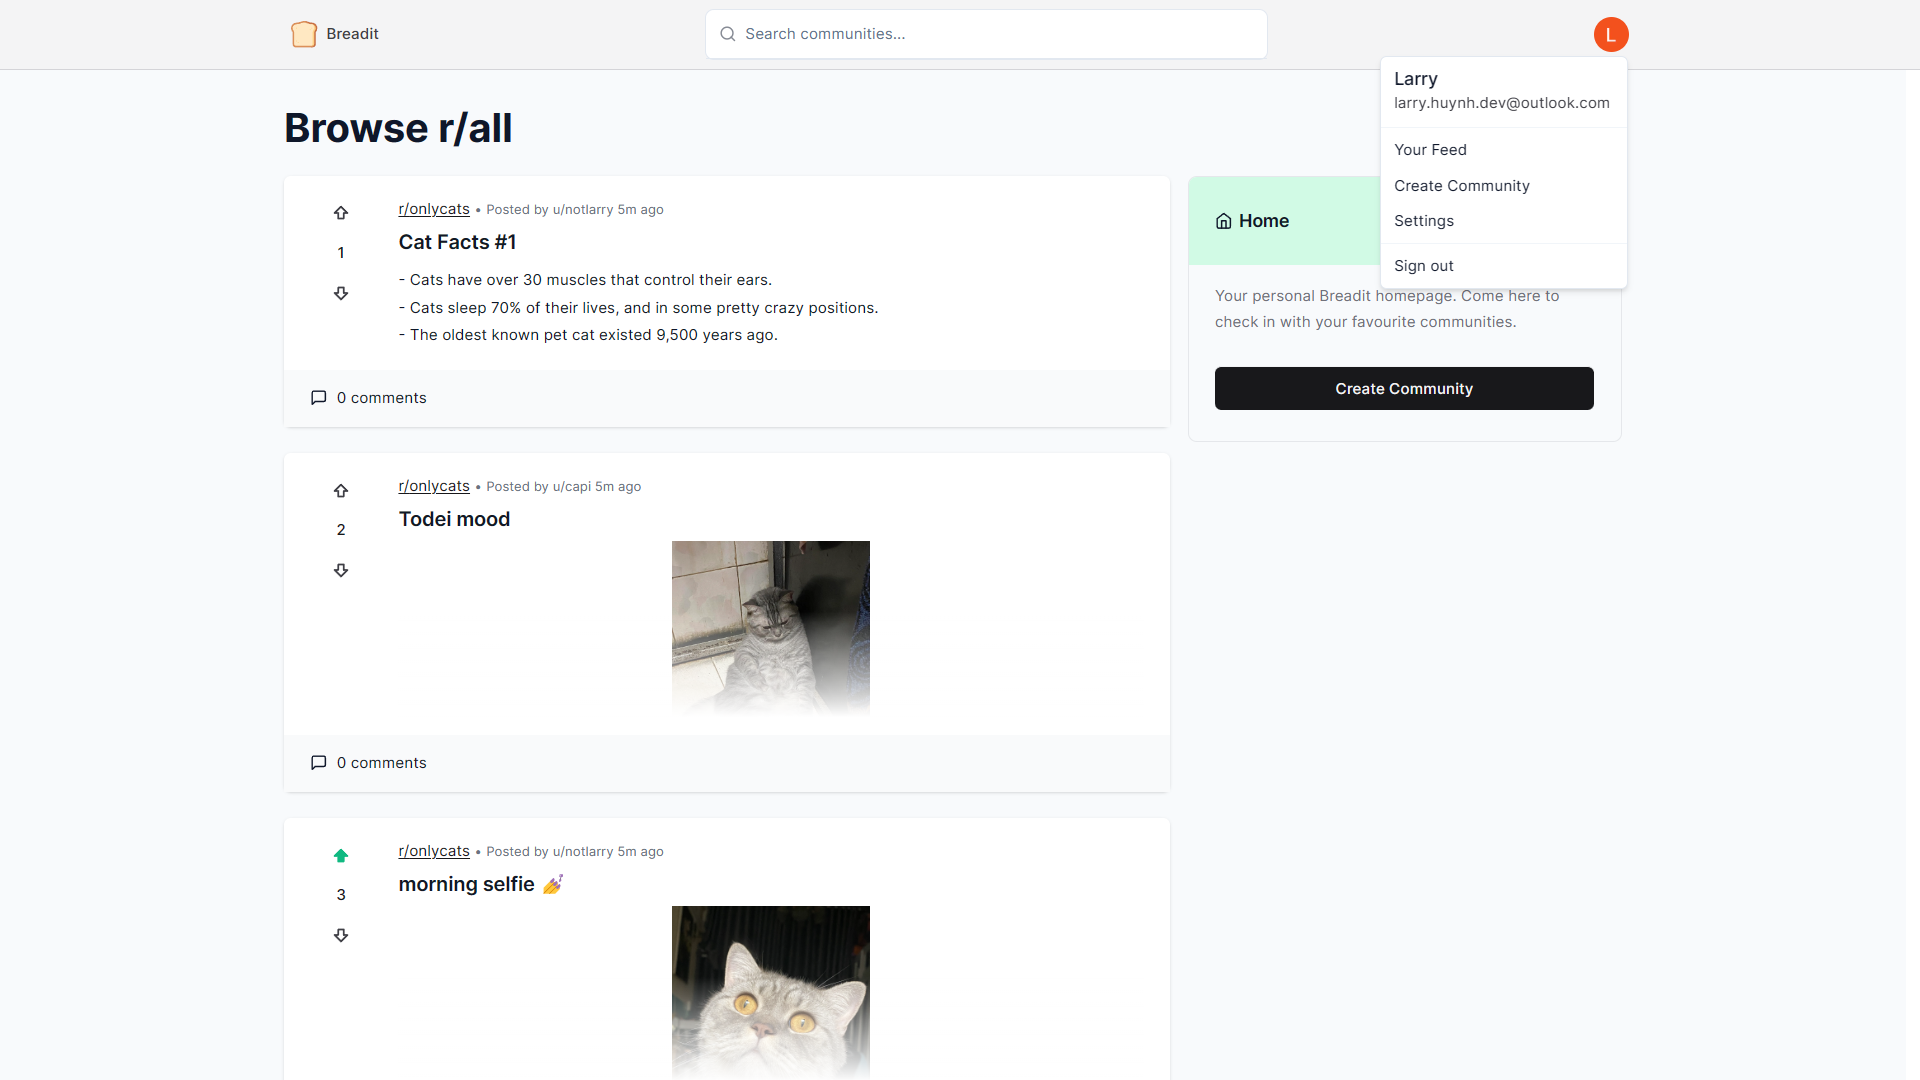 Breadit
Search communities...
L
Larry
larry.huynh.dev@outlook.com
Your Feed
Create Community
Settings
Sign out
Browse r/all
r/onlycats • Posted by u/notlarry 5m ago
1
Cat Facts #1
- Cats have over 30 muscles that control their ears.
- Cats sleep 70% of their lives, and in some pretty crazy positions.
- The oldest known pet cat existed 9,500 years ago.
0 comments
Home
Your personal Breadit homepage. Come here to
check in with your favourite communities.
Create Community
r/onlycats • Posted by u/capi 5m ago
2
Todei mood
0 comments
r/onlycats • Posted by u/notlarry 5m ago
3
morning selfie 💅